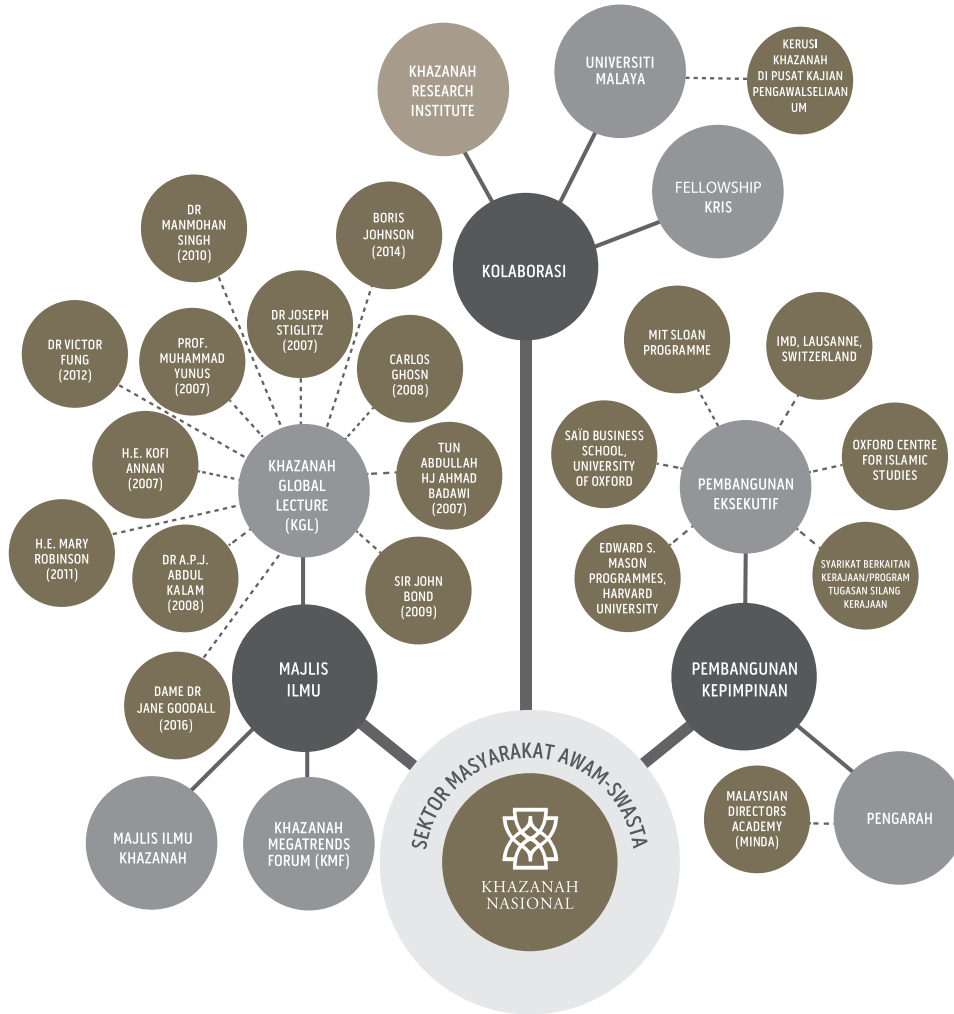 KHAZANAH
RESEARCH
INSTITUTE
UNIVERSITI
MALAYA
KERUSI
KHAZANAH
DI PUSAT KAJIAN
PENGAWALSELIAAN
UM
FELLOWSHIP
KRIS
KOLABORASI
DR
MANMOHAN
SINGH
(2010)
BORIS
JOHNSON
(2014)
DR JOSEPH
STIGLITZ
(2007)
DR VICTOR
FUNG
(2012)
PROF.
MUHAMMAD
YUNUS
(2007)
CARLOS
GHOSN
(2008)
H.E. KOFI
ANNAN
(2007)
KHAZANAH
GLOBAL
LECTURE
(KGL)
TUN
ABDULLAH
HJ AHMAD
BADAWI
(2007)
H.E. MARY
ROBINSON
(2011)
DR A.P.J.
ABDUL
KALAM
(2008)
SIR JOHN
BOND
(2009)
DAME DR
JANE GOODALL
(2016)
MAJLIS
ILMU
MAJLIS ILMU
KHAZANAH
KHAZANAH
MEGATRENDS
FORUM (KMF)
MIT SLOAN
PROGRAMME
IMD, LAUSANNE,
SWITZERLAND
SAÏD BUSINESS
SCHOOL,
UNIVERSITY
OF OXFORD
PEMBANGUNAN
EKSEKUTIF
OXFORD CENTRE
FOR ISLAMIC
STUDIES
EDWARD S.
MASON
PROGRAMMES,
HARVARD
UNIVERSITY
SYARIKAT BERKAITAN
KERAJAAN/PROGRAM
TUGASAN SILANG
KERAJAAN
PEMBANGUNAN
KEPIMPINAN
MALAYSIAN
DIRECTORS
ACADEMY
(MINDA)
PENGARAH
SEKTOR MASYARAKAT AWAM-SWASTA
KHAZANAH
NASIONAL